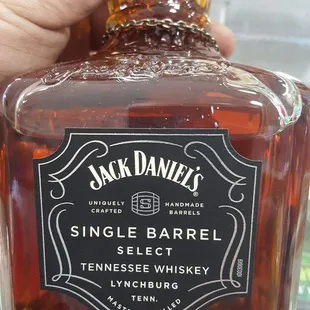 JACK DANIEL'S
UNIQUELY CRAFTED
S
HANDMADE BARRELS
SINGLE BARREL
SELECT
TENNESSEE WHISKEY
LYNCHBURG
TENN.